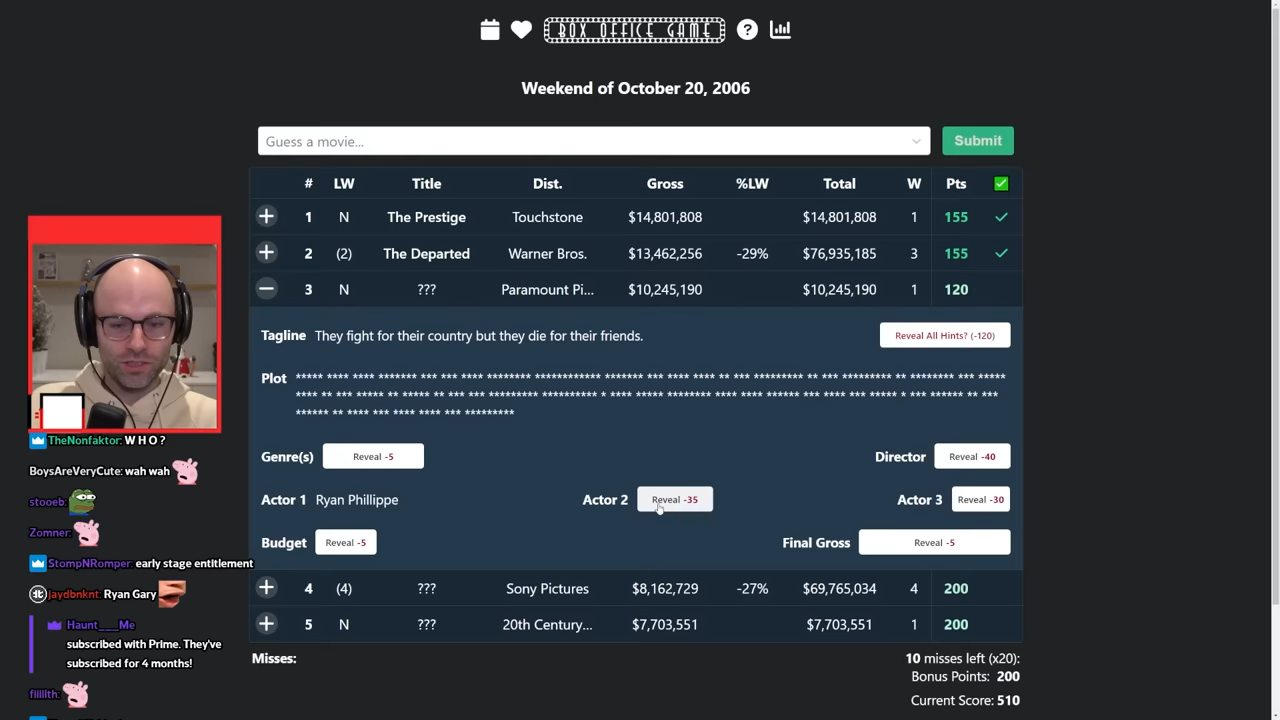 BOX OFFICE GAME
Weekend of October 20, 2006
Guess a movie...
Submit
# LW Title Dist. Gross %LW Total W Pts
1 N The Prestige Touchstone $14,801,808 $14,801,808 1 155
2 (2) The Departed Warner Bros. $13,462,256 -29% $76,935,185 3 155
3 N ??? Paramount Pi... $10,245,190 $10,245,190 1 120
Tagline They fight for their country but they die for their friends.
Reveal All Hints? (-120)
Plot ***** **** **** ******* *** *** **** ******** ************* ******* *** **** **** ** *** ********* ** *** ********* ** ******** *** *****
**** ** *** ***** ** **** ** *** *** ********* ********** * **** ***** ******** **** ****** *** **** *** ***** * *** ****** ** ***
****** ** **** *** **** **** *** *********
Genre(s) Reveal -5
Director Reveal -40
Actor 1 Ryan Phillippe
Actor 2 Reveal -35
Actor 3 Reveal -30
Budget Reveal -5
Final Gross Reveal -5
4 (4) ??? Sony Pictures $8,162,729 -27% $69,765,034 4 200
5 N ??? 20th Century... $7,703,551 $7,703,551 1 200
Misses:
10 misses left (x20):
Bonus Points: 200
Current Score: 510
TheNonfaktor: W H O ?
BoysAreVeryCute: wah wah
stooeb:
Zomner:
StompNRomper: early stage entitlement
jaydbnknt: Ryan Gary
Haunt___Me
subscribed with Prime. They've
subscribed for 4 months!